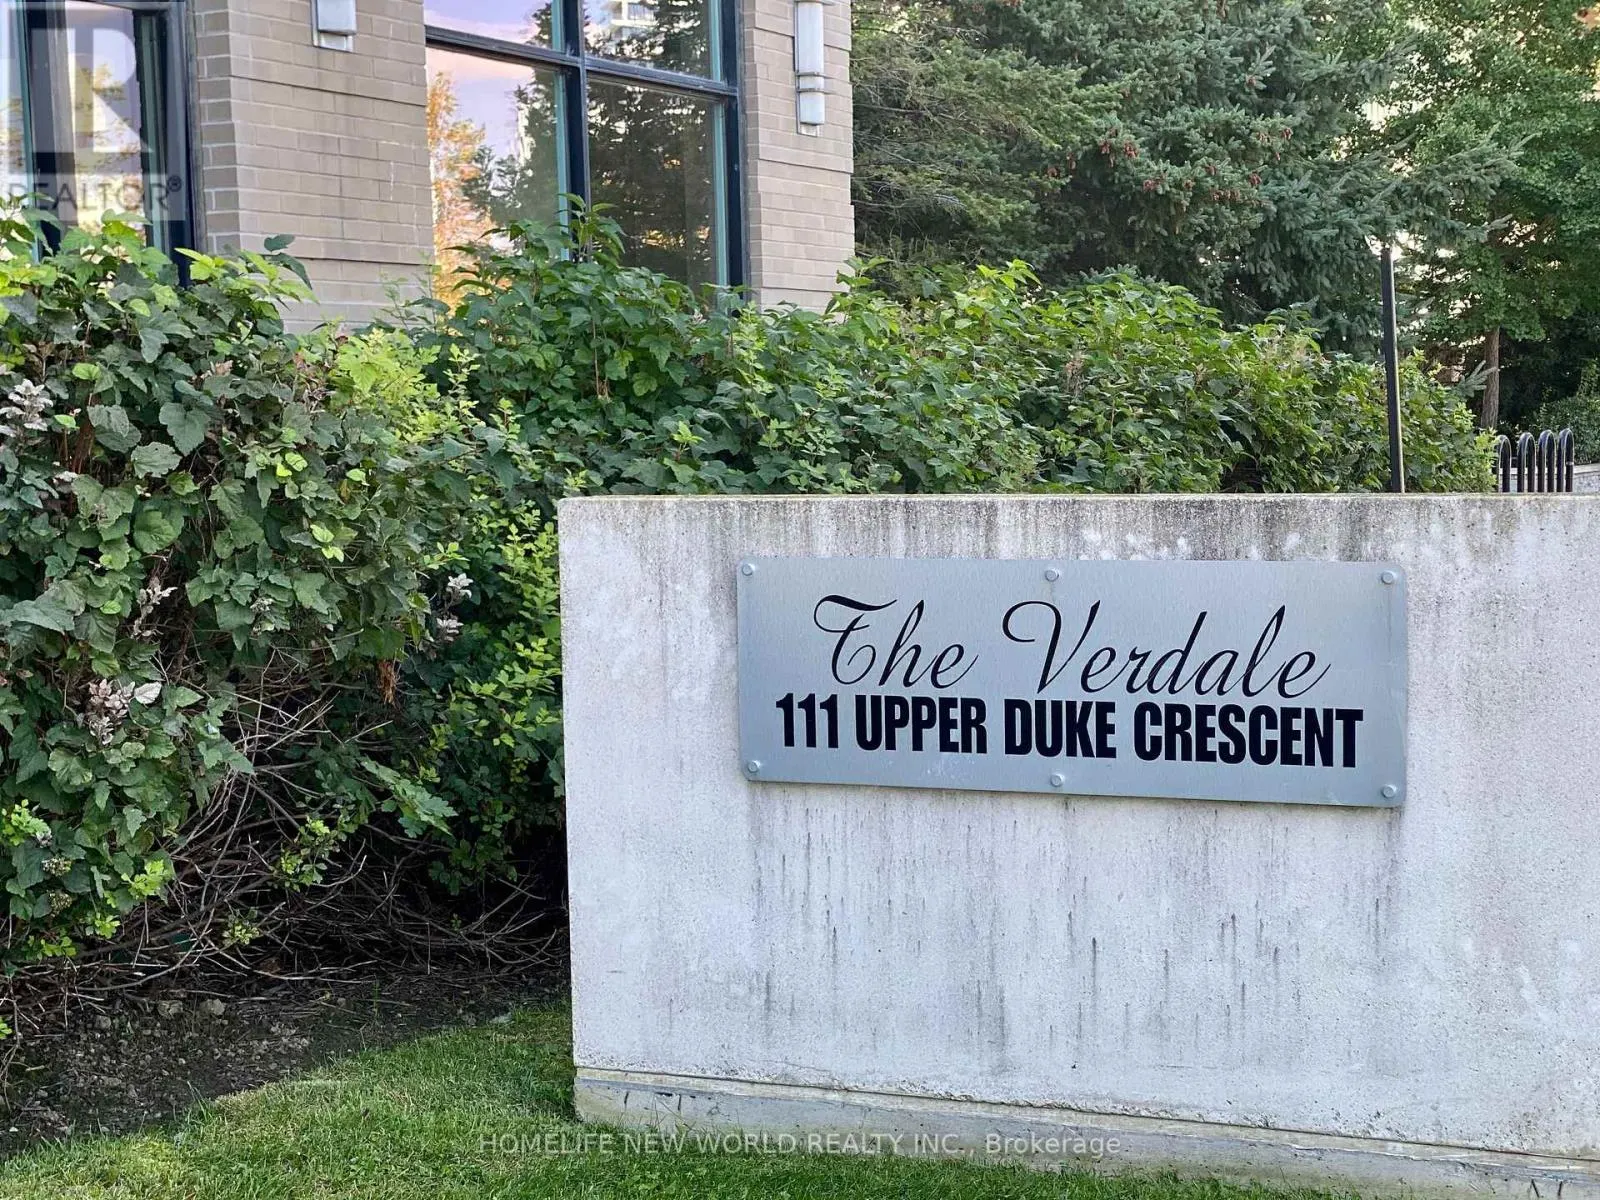 R
REALTOR®
The Verdale
111 UPPER DUKE CRESCENT
HOMELIFE NEW WORLD REALTY INC., Brokerage